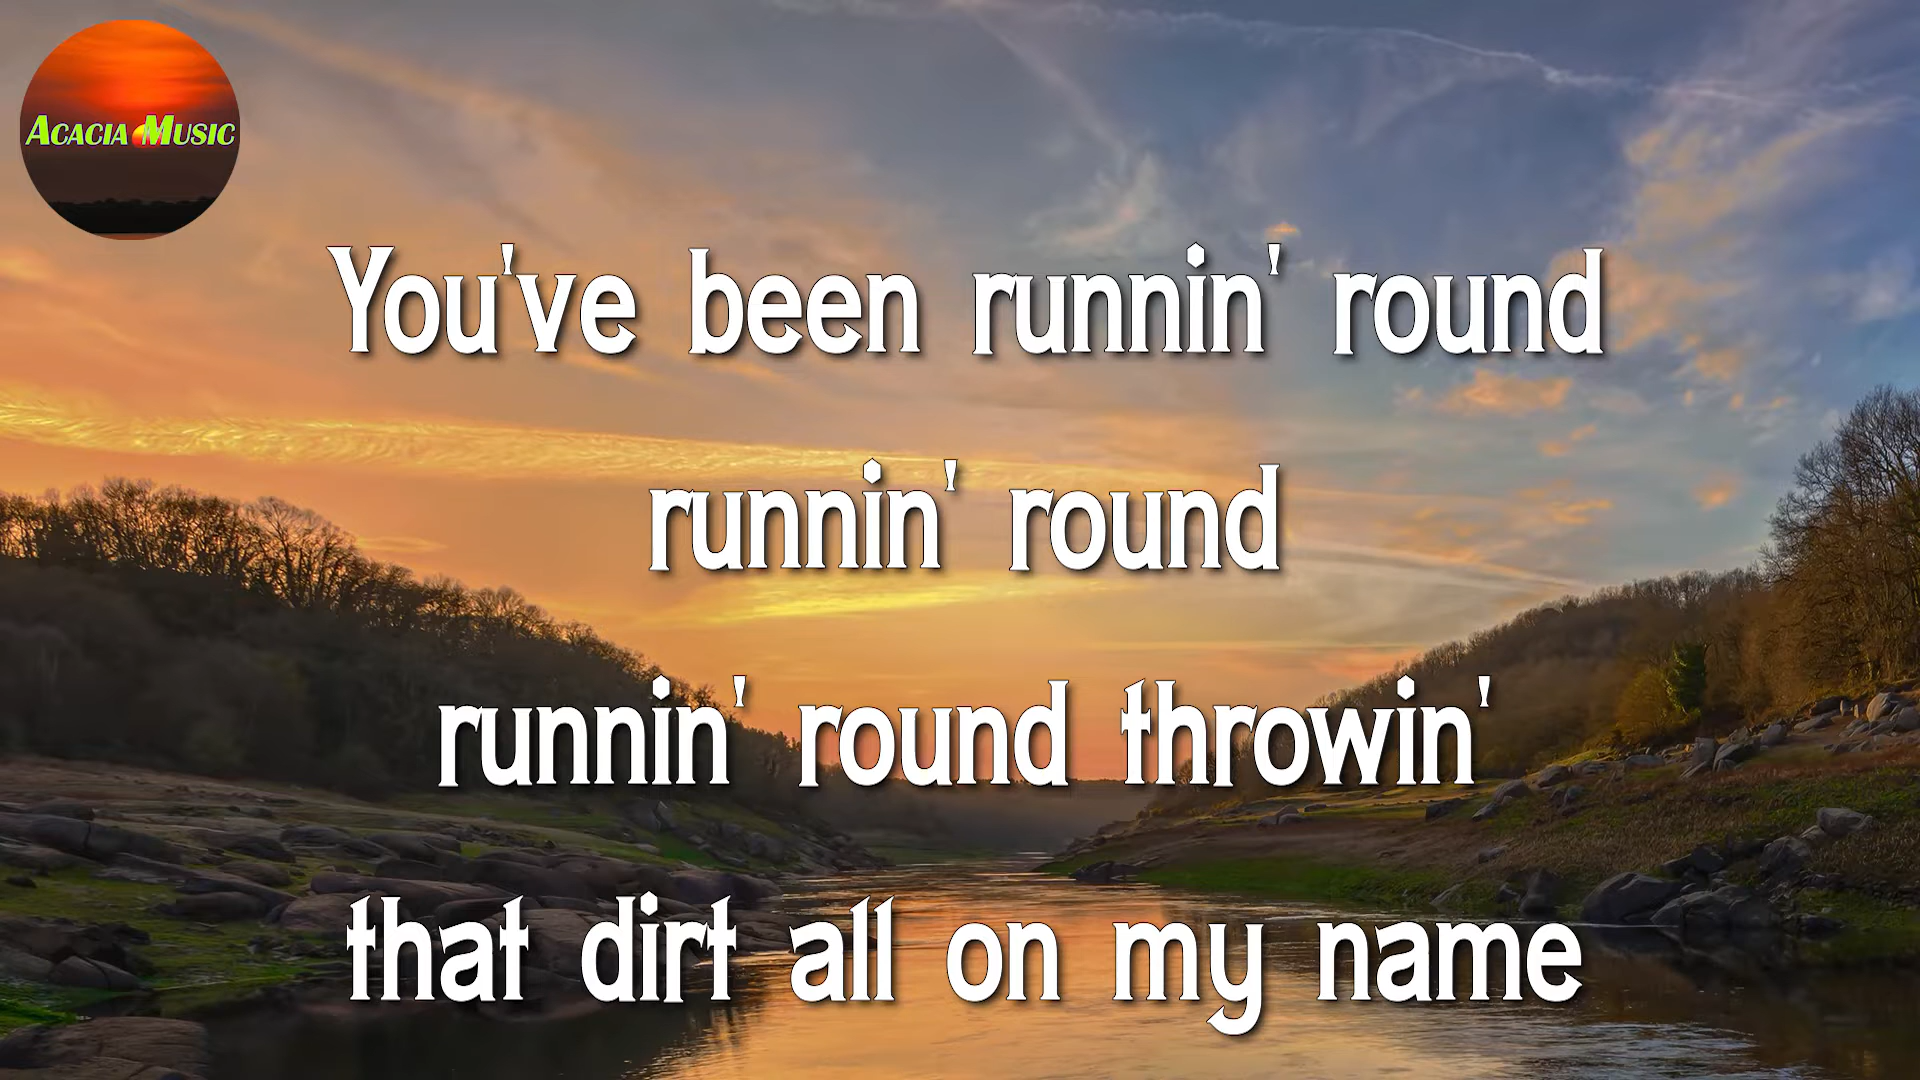 Acacia Music
You've been runnin' round
runnin' round
runnin' round throwin'
that dirt all on my name